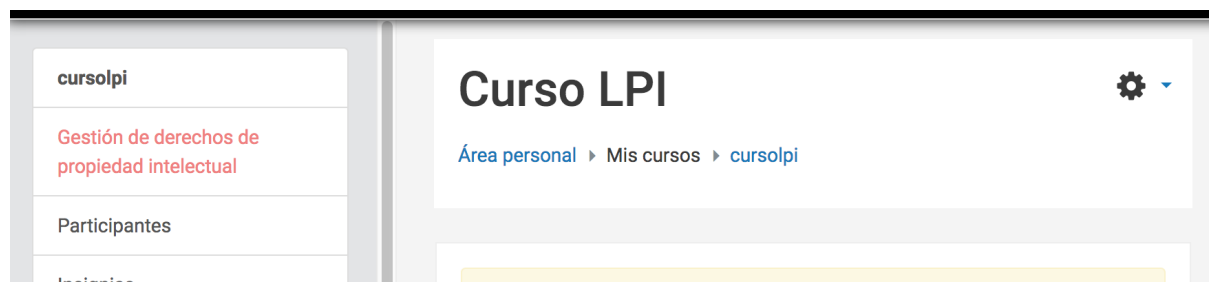 cursolpi
Gestión de derechos de
propiedad intelectual
Participantes
Curso LPI
Área personal
Mis cursos
cursolpi